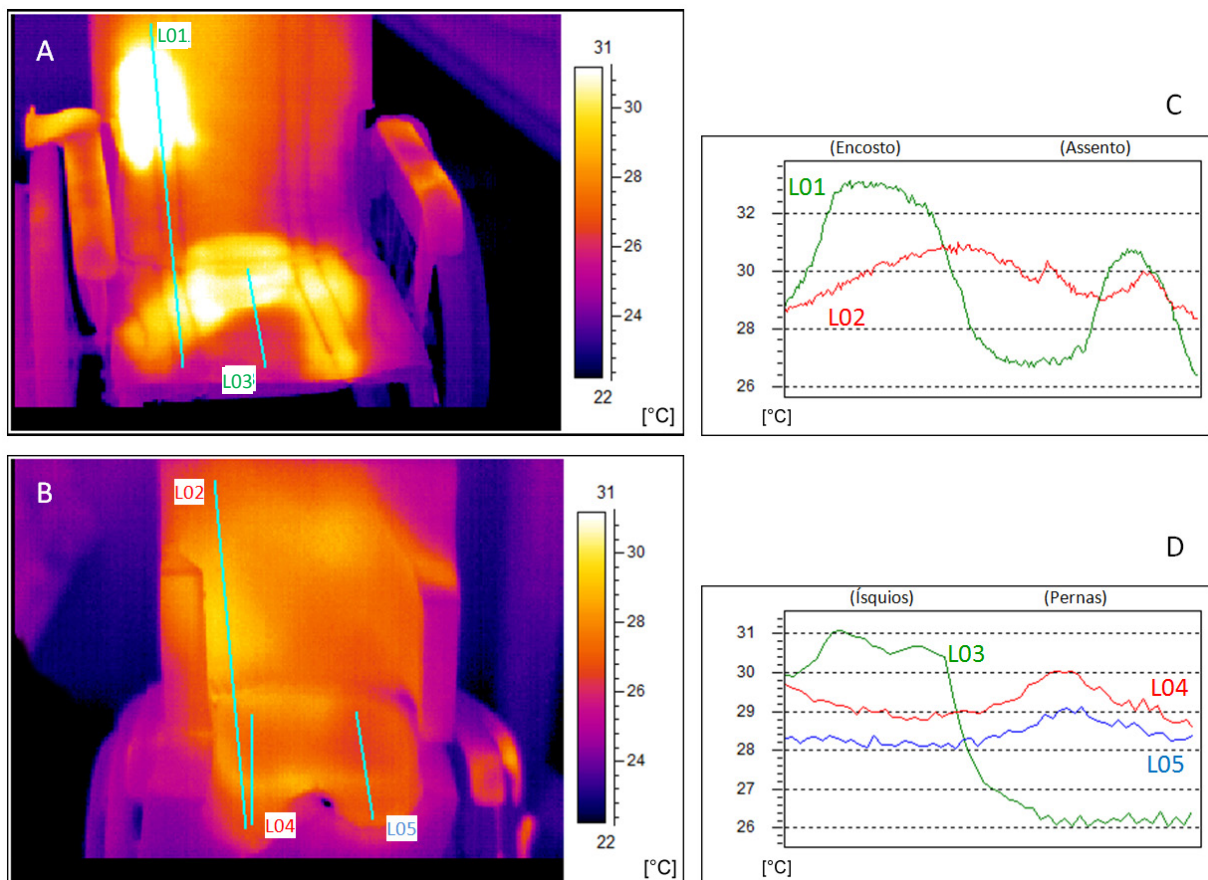 A
L01
L03
31
30
28
26
24
22
[°C]
C
(Encosto) (Assento)
L01
L02
32
30
28
26
[°C]
B
L02
L04
L05
31
30
28
26
24
22
[°C]
D
(Ísquios) (Pernas)
31
30
29
28
27
26
L03
L04
L05
[°C]